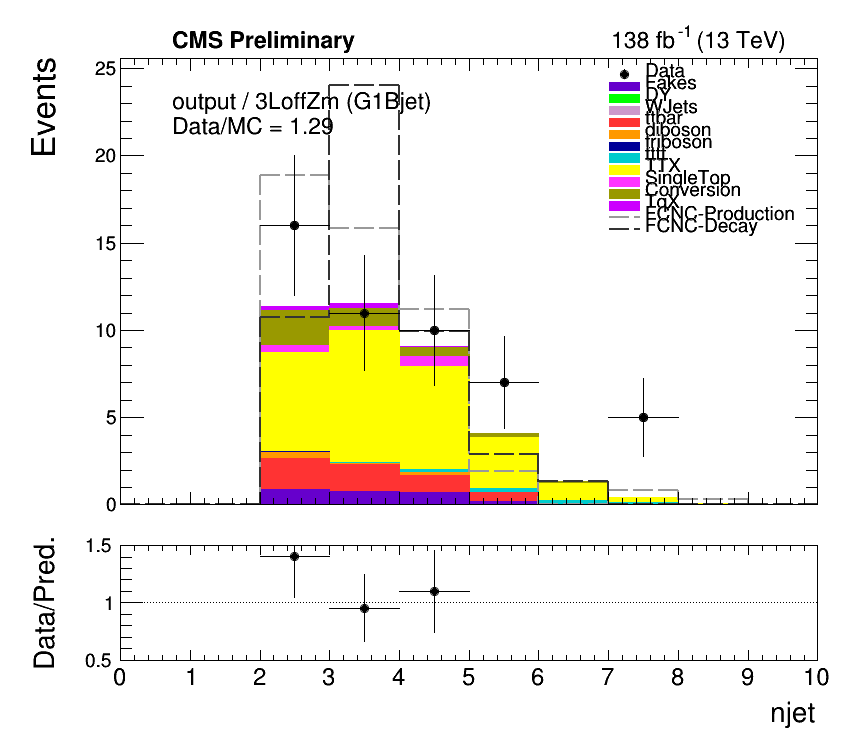 CMS Preliminary
138 fb-1 (13 TeV)
Events
25
20
15
10
5
0
output / 3LoffZm (G1Bjet)
Data/MC = 1.29
Data
Fakes
DY
WJets
ttbar
diboson
triboson
tttt
TTX
SingleTop
Conversion
TqX
FCNC-Production
FCNC-Decay
Data/Pred.
1.5
1
0.5
0 1 2 3 4 5 6 7 8 9 10
njet